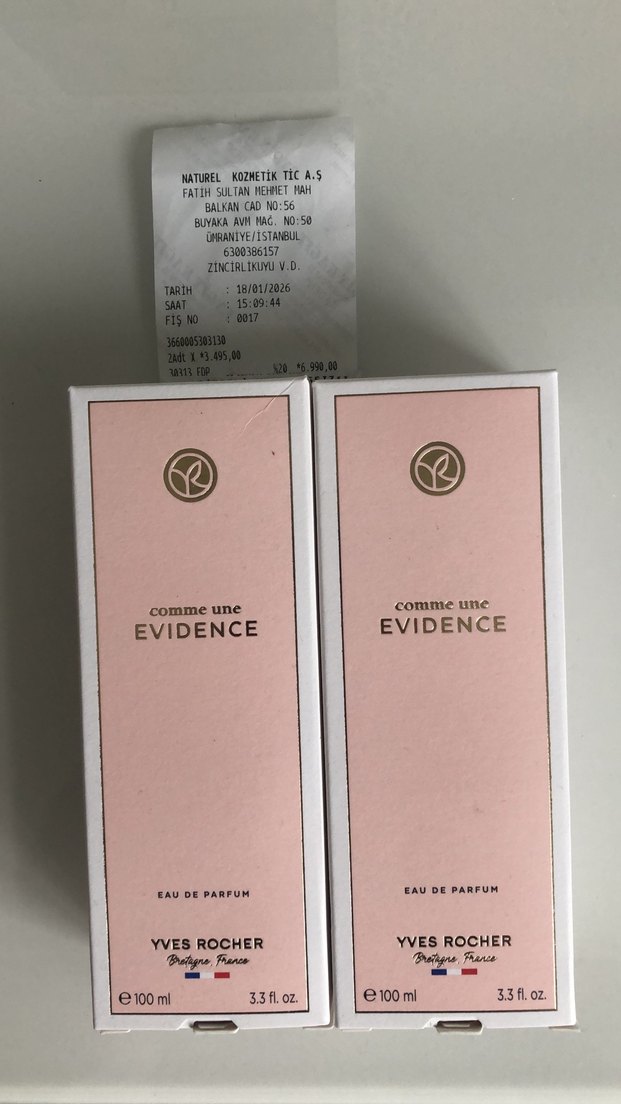 NATUREL KOZMETİK TİC A.Ş
FATİH SULTAN MEHMET MAH
BALKAN CAD NO:56
BUYAKA AVM MAĞ. NO:50
ÜMRANİYE/İSTANBUL
6300386157
ZİNCİRLİKUYU V.D.
TARİH : 18/01/2026
SAAT : 15:09:44
FİŞ NO : 0017
3660005303130
2Adt X *3.495,00
30313 EDP %20 *6.990,00
comme une
EVIDENCE
EAU DE PARFUM
YVES ROCHER
Bretagne, France
℮ 100 ml 3.3 fl. oz.
comme une
EVIDENCE
EAU DE PARFUM
YVES ROCHER
Bretagne, France
℮ 100 ml 3.3 fl. oz.